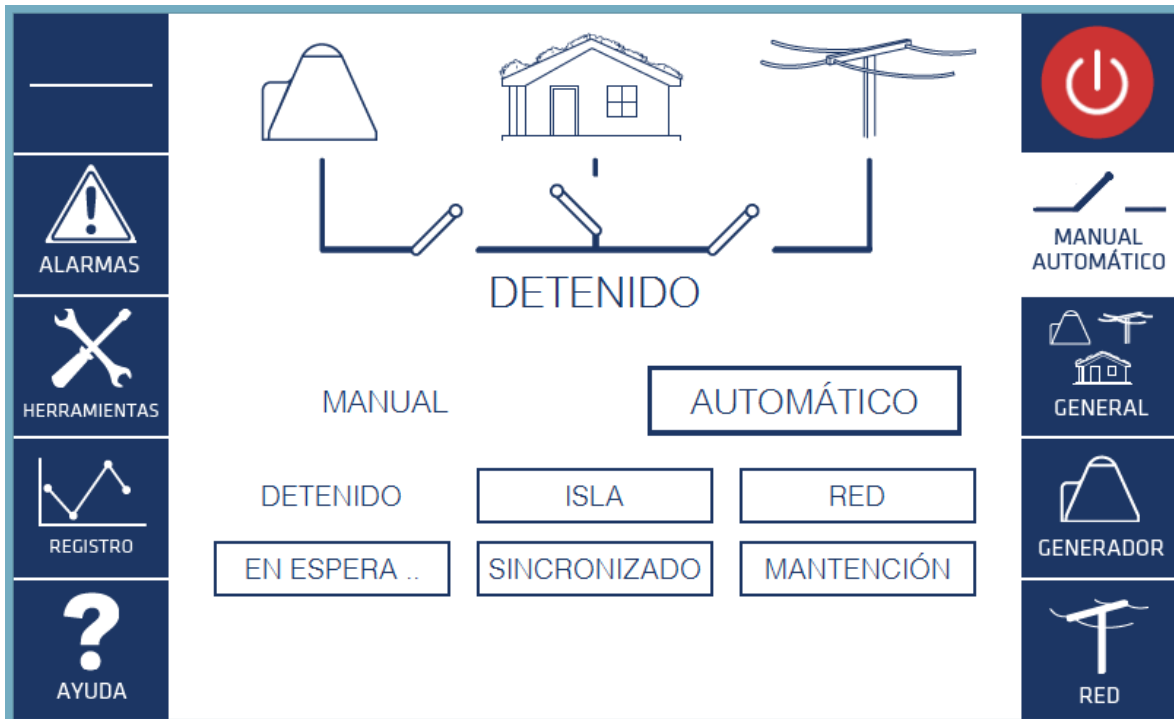 ALARMAS
HERRAMIENTAS
REGISTRO
AYUDA
DETENIDO
MANUAL
AUTOMÁTICO
DETENIDO
ISLA
RED
EN ESPERA ..
SINCRONIZADO
MANTENCIÓN
MANUAL
AUTOMÁTICO
GENERAL
GENERADOR
RED